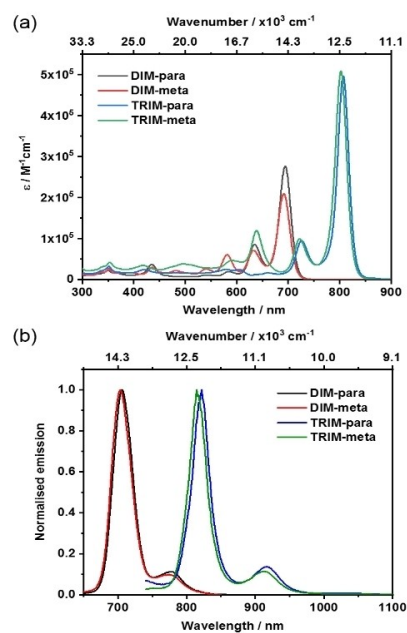 (a)
Wavenumber / x10³ cm⁻¹
33.3 25.0 20.0 16.7 14.3 12.5 11.1
5x10⁵
4x10⁵
3x10⁵
2x10⁵
1x10⁵
0
ε / M⁻¹cm⁻¹
DIM-para
DIM-meta
TRIM-para
TRIM-meta
300 400 500 600 700 800 900
Wavelength / nm
(b)
Wavenumber / x10³ cm⁻¹
14.3 12.5 11.1 10.0 9.1
1.0
0.8
0.6
0.4
0.2
0.0
Normalised emission
DIM-para
DIM-meta
TRIM-para
TRIM-meta
700 800 900 1000 1100
Wavelength / nm